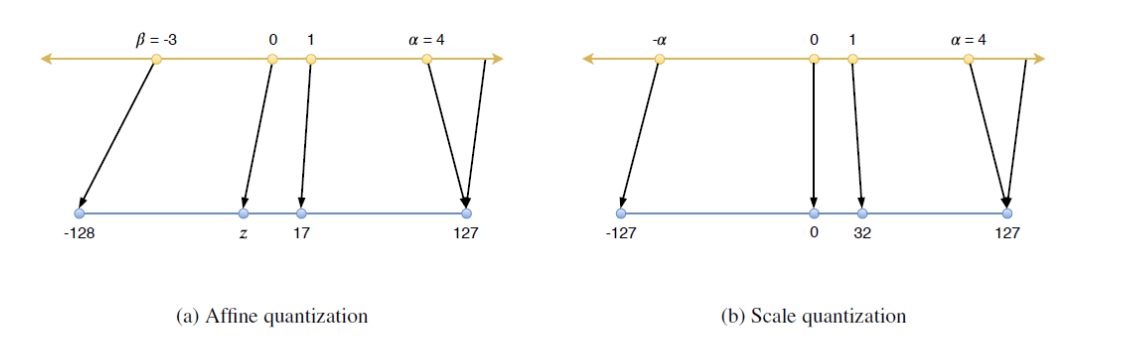 β = -3 0 1 α = 4
-128 z 17 127
(a) Affine quantization
-α 0 1 α = 4
-127 0 32 127
(b) Scale quantization